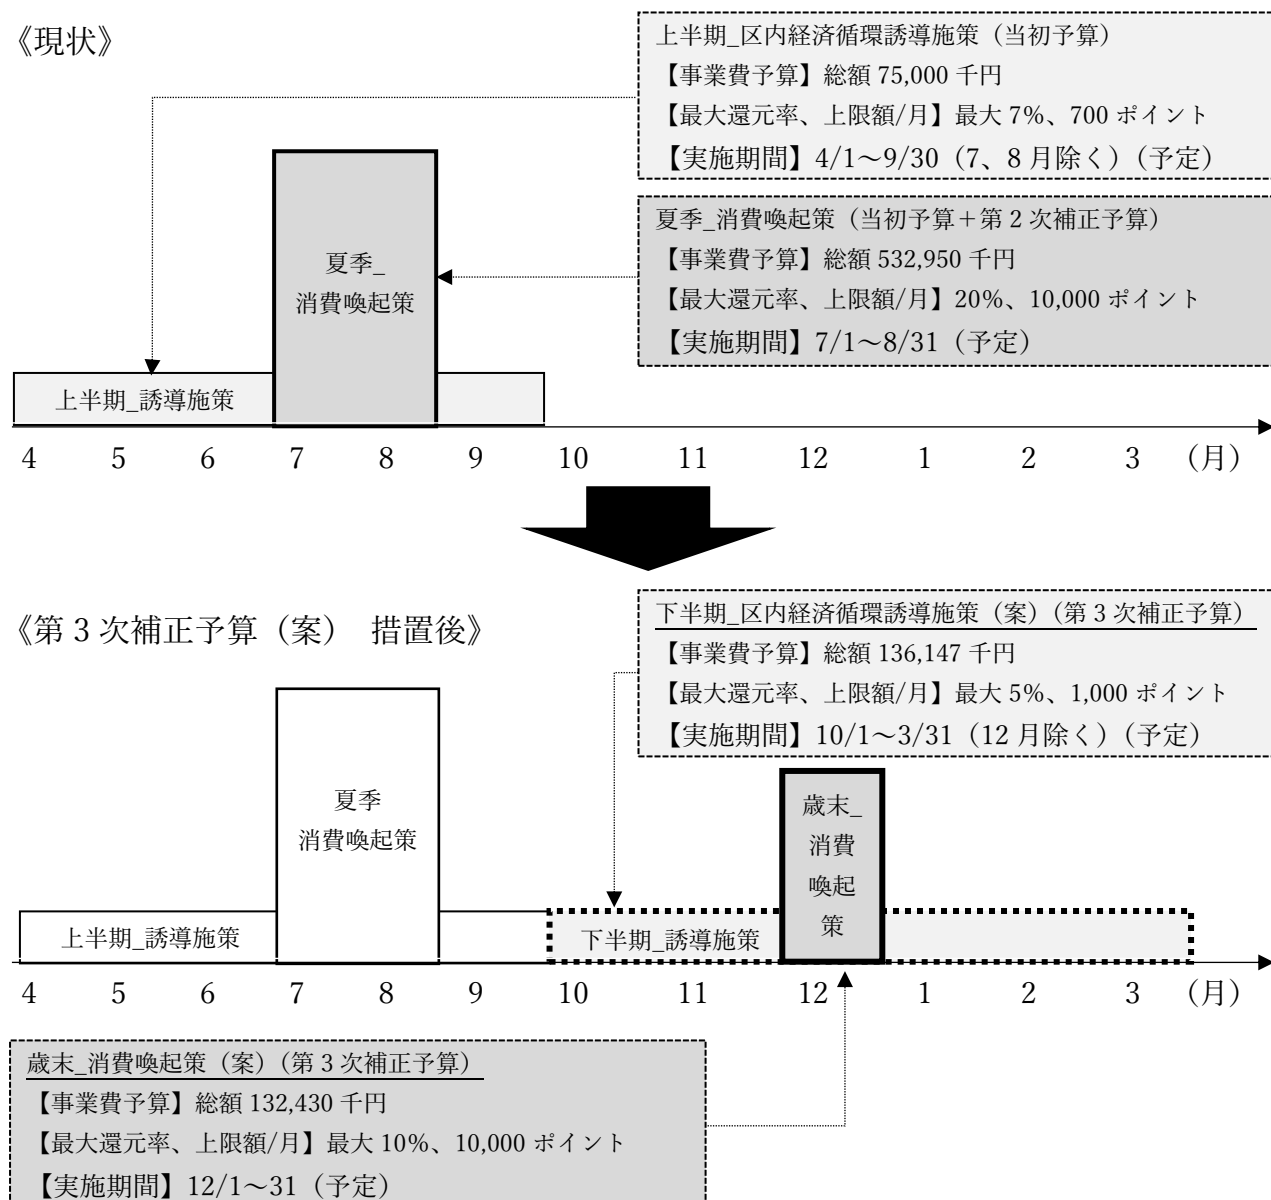 《現状》
上半期_区内経済循環誘導施策（当初予算）
【事業費予算】総額 75,000 千円
【最大還元率、上限額/月】最大 7%、700 ポイント
【実施期間】4/1～9/30（7、8 月除く）（予定）
夏季_消費喚起策（当初予算＋第 2 次補正予算）
【事業費予算】総額 532,950 千円
【最大還元率、上限額/月】20%、10,000 ポイント
【実施期間】7/1～8/31（予定）
夏季_
消費喚起策
上半期_誘導施策
4 5 6 7 8 9 10 11 12 1 2 3 （月）
《第 3 次補正予算（案） 措置後》
下半期_区内経済循環誘導施策（案）（第 3 次補正予算）
【事業費予算】総額 136,147 千円
【最大還元率、上限額/月】最大 5%、1,000 ポイント
【実施期間】10/1～3/31（12 月除く）（予定）
夏季
消費喚起策
歳末_
消費
喚起
策
上半期_誘導施策
下半期_誘導施策
4 5 6 7 8 9 10 11 12 1 2 3 （月）
歳末_消費喚起策（案）（第 3 次補正予算）
【事業費予算】総額 132,430 千円
【最大還元率、上限額/月】最大 10%、10,000 ポイント
【実施期間】12/1～31（予定）